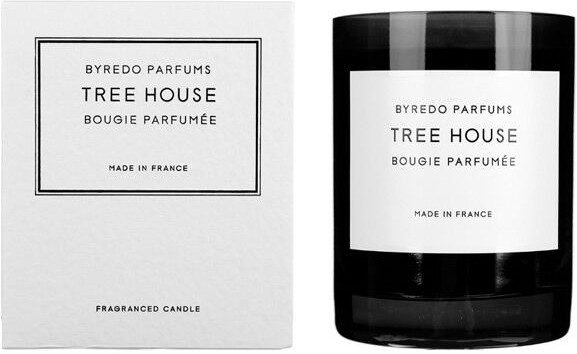 BYREDO PARFUMS
TREE HOUSE
BOUGIE PARFUMÉE
MADE IN FRANCE
FRAGRANCED CANDLE
BYREDO PARFUMS
TREE HOUSE
BOUGIE PARFUMÉE
MADE IN FRANCE